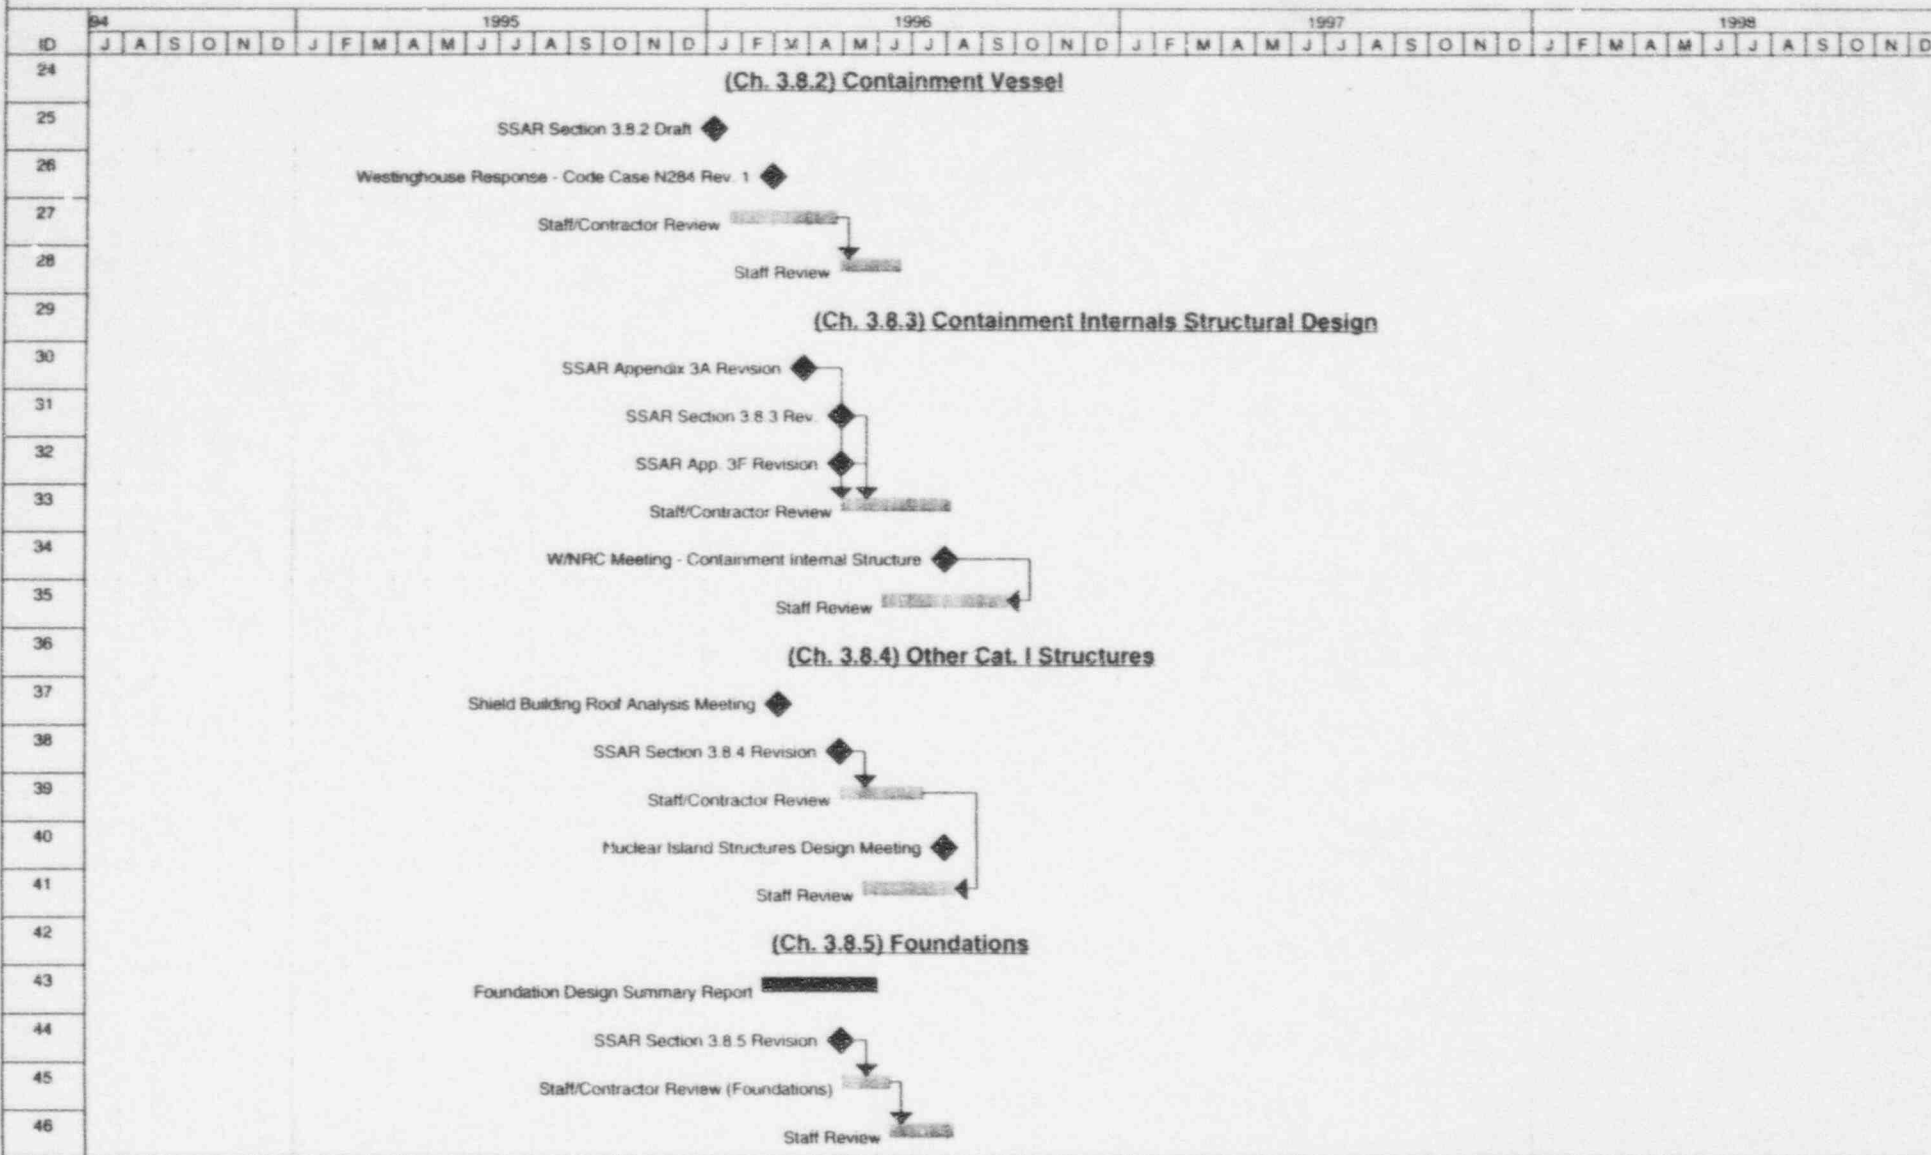 94 1995 1996 1997 1998
ID J A S O N D J F M A M J J A S O N D J F M A M J J A S O N D J F M A M J J A S O N D J F M A M J J A S O N D
24 (Ch. 3.8.2) Containment Vessel
25 SSAR Section 3.8.2 Draft
26 Westinghouse Response - Code Case N284 Rev. 1
27 Staff/Contractor Review
28 Staff Review
29 (Ch. 3.8.3) Containment Internals Structural Design
30 SSAR Appendix 3A Revision
31 SSAR Section 3.8.3 Rev.
32 SSAR App. 3F Revision
33 Staff/Contractor Review
34 W/NRC Meeting - Containment Internal Structure
35 Staff Review
36 (Ch. 3.8.4) Other Cat. I Structures
37 Shield Building Roof Analysis Meeting
38 SSAR Section 3.8.4 Revision
39 Staff/Contractor Review
40 Nuclear Island Structures Design Meeting
41 Staff Review
42 (Ch. 3.8.5) Foundations
43 Foundation Design Summary Report
44 SSAR Section 3.8.5 Revision
45 Staff/Contractor Review (Foundations)
46 Staff Review